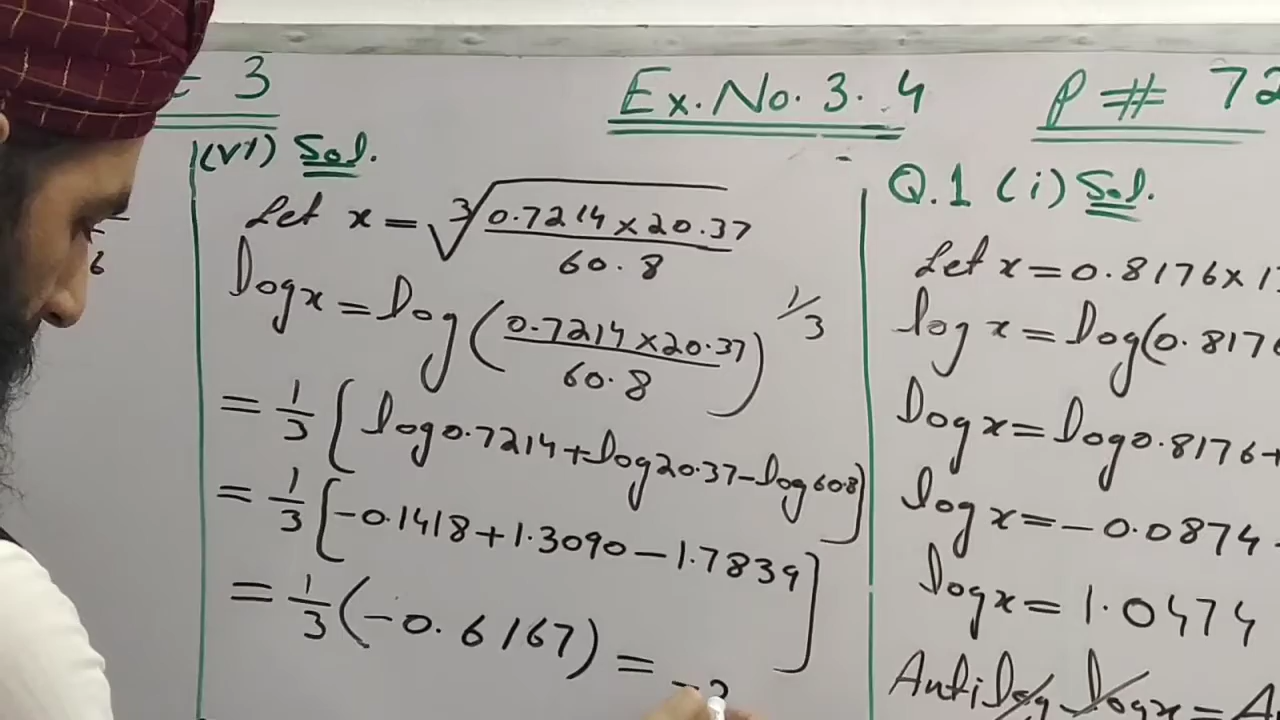 3
Ex. No. 3.4
P # 72
6
(vi) Sol.
Let x = ∛(0.7214 × 20.37 / 60.8)
log x = log (0.7214 × 20.37 / 60.8)^1/3
= 1/3 [log 0.7214 + log 20.37 - log 60.8]
= 1/3 [-0.1418 + 1.3090 - 1.7839]
= 1/3 (-0.6167) =
Q.1 (i) Sol.
Let x = 0.8176 × 1
log x = log(0.8176
log x = log 0.8176 +
log x = -0.0874
log x = 1.0474
Antilog log x = A